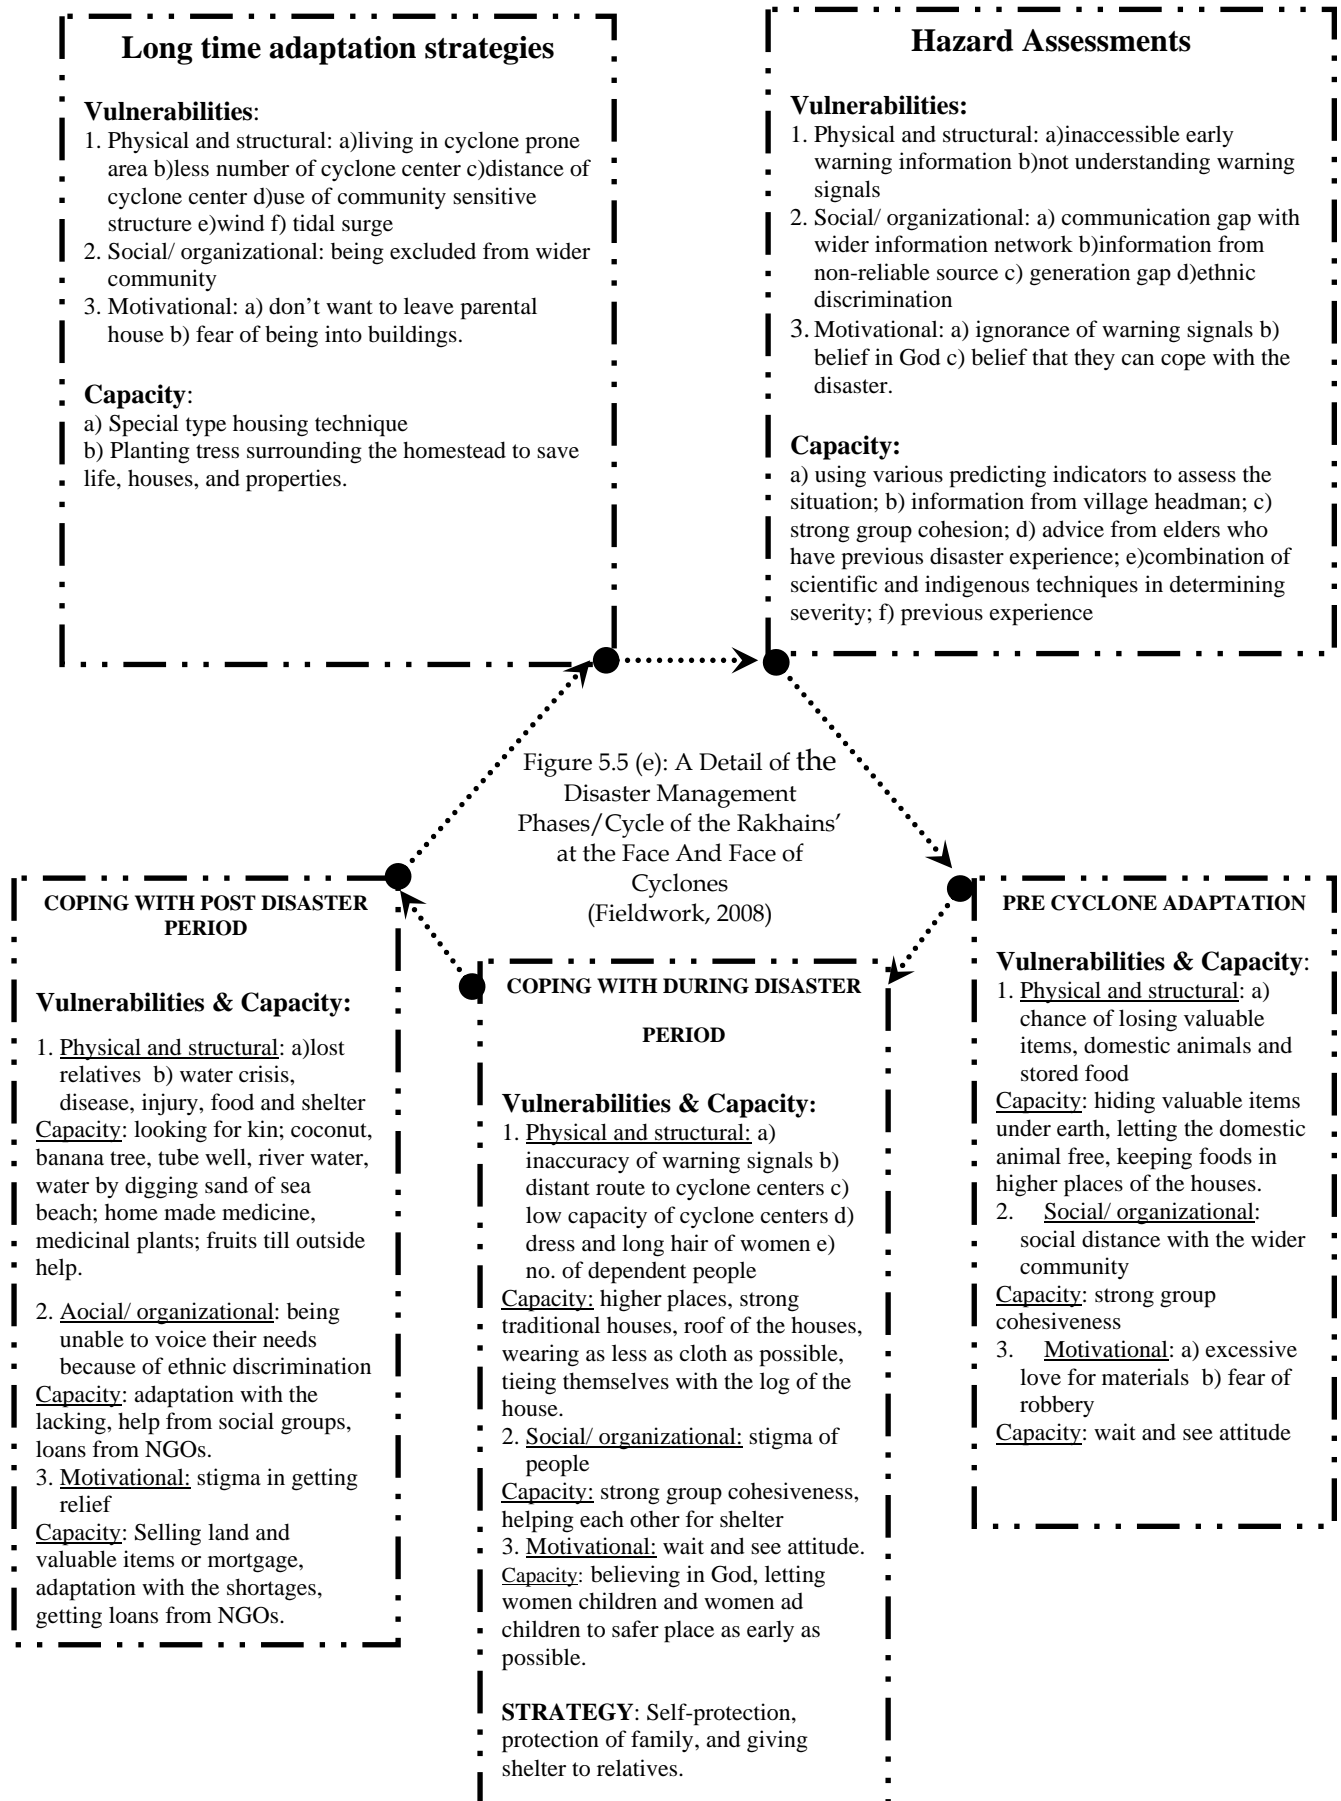 Long time adaptation strategies
Vulnerabilities:
1. Physical and structural: a)living in cyclone prone
area b)less number of cyclone center c)distance of
cyclone center d)use of community sensitive
structure e)wind f) tidal surge
2. Social/ organizational: being excluded from wider
community
3. Motivational: a) don’t want to leave parental
house b) fear of being into buildings.
Capacity:
a) Special type housing technique
b) Planting tress surrounding the homestead to save
life, houses, and properties.
Hazard Assessments
Vulnerabilities:
1. Physical and structural: a)inaccessible early
warning information b)not understanding warning
signals
2. Social/ organizational: a) communication gap with
wider information network b)information from
non-reliable source c) generation gap d)ethnic
discrimination
3. Motivational: a) ignorance of warning signals b)
belief in God c) belief that they can cope with the
disaster.
Capacity:
a) using various predicting indicators to assess the
situation; b) information from village headman; c)
strong group cohesion; d) advice from elders who
have previous disaster experience; e)combination of
scientific and indigenous techniques in determining
severity; f) previous experience
Figure 5.5 (e): A Detail of the
Disaster Management
Phases/Cycle of the Rakhains’
at the Face And Face of
Cyclones
(Fieldwork, 2008)
COPING WITH POST DISASTER
PERIOD
Vulnerabilities & Capacity:
1. Physical and structural: a)lost
relatives b) water crisis,
disease, injury, food and shelter
Capacity: looking for kin; coconut,
banana tree, tube well, river water,
water by digging sand of sea
beach; home made medicine,
medicinal plants; fruits till outside
help.
2. Aocial/ organizational: being
unable to voice their needs
because of ethnic discrimination
Capacity: adaptation with the
lacking, help from social groups,
loans from NGOs.
3. Motivational: stigma in getting
relief
Capacity: Selling land and
valuable items or mortgage,
adaptation with the shortages,
getting loans from NGOs.
COPING WITH DURING DISASTER
PERIOD
Vulnerabilities & Capacity:
1. Physical and structural: a)
inaccuracy of warning signals b)
distant route to cyclone centers c)
low capacity of cyclone centers d)
dress and long hair of women e)
no. of dependent people
Capacity: higher places, strong
traditional houses, roof of the houses,
wearing as less as cloth as possible,
tieing themselves with the log of the
house.
2. Social/ organizational: stigma of
people
Capacity: strong group cohesiveness,
helping each other for shelter
3. Motivational: wait and see attitude.
Capacity: believing in God, letting
women children and women ad
children to safer place as early as
possible.
STRATEGY: Self-protection,
protection of family, and giving
shelter to relatives.
PRE CYCLONE ADAPTATION
Vulnerabilities & Capacity:
1. Physical and structural: a)
chance of losing valuable
items, domestic animals and
stored food
Capacity: hiding valuable items
under earth, letting the domestic
animal free, keeping foods in
higher places of the houses.
2. Social/ organizational:
social distance with the wider
community
Capacity: strong group
cohesiveness
3. Motivational: a) excessive
love for materials b) fear of
robbery
Capacity: wait and see attitude